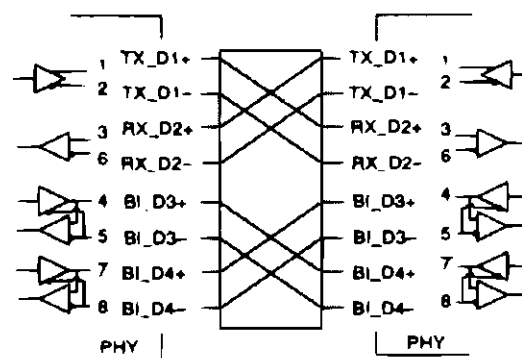 1 TX_D1+ TX_D1+ 1
2 TX_D1– TX_D1– 2
3 RX_D2+ RX_D2+ 3
6 RX_D2– RX_D2– 6
4 BI_D3+ BI_D3+ 4
5 BI_D3– BI_D3– 5
7 BI_D4+ BI_D4+ 7
8 BI_D4– BI_D4– 8
PHY PHY